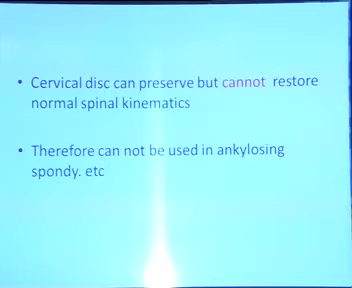 • Cervical disc can preserve but cannot restore
normal spinal kinematics
• Therefore can not be used in ankylosing
spondy. etc